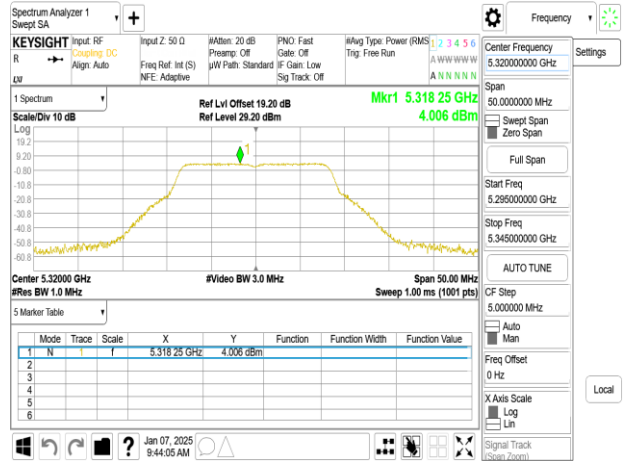 Spectrum Analyzer 1
Swept SA
Frequency
KEYSIGHT
R
Input: RF
Coupling: DC
Align: Auto
Input Z: 50 Ω
Freq Ref: Int (S)
NFE: Adaptive
#Atten: 20 dB
Preamp: Off
µW Path: Standard
PNO: Fast
Gate: Off
IF Gain: Low
Sig Track: Off
#Avg Type: Power (RMS
Trig: Free Run
1 2 3 4 5 6
A W W W W W
A N N N N N
Center Frequency
5.320000000 GHz
Settings
Span
50.0000000 MHz
Swept Span
Zero Span
Full Span
Start Freq
5.295000000 GHz
Stop Freq
5.345000000 GHz
AUTO TUNE
CF Step
5.000000 MHz
Auto
Man
Freq Offset
0 Hz
X Axis Scale
Log
Lin
Signal Track
(Span Zoom)
Local
1 Spectrum
Scale/Div 10 dB
Log
Ref Lvl Offset 19.20 dB
Ref Level 29.20 dBm
Mkr1 5.318 25 GHz
4.006 dBm
1
19.2
9.20
-0.80
-10.8
-20.8
-30.8
-40.8
-50.8
-60.8
Center 5.32000 GHz
#Res BW 1.0 MHz
#Video BW 3.0 MHz
Span 50.00 MHz
Sweep 1.00 ms (1001 pts)
5 Marker Table
Mode Trace Scale X Y Function Function Width Function Value
1 N 1 f 5.318 25 GHz 4.006 dBm
2
3
4
5
6
?
Jan 07, 2025
9:44:05 AM